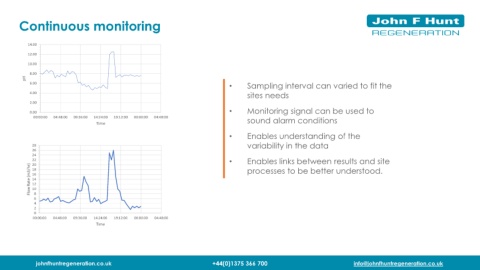 Continuous monitoring
John F Hunt
REGENERATION
14.00
12.00
10.00
8.00
6.00
4.00
2.00
0.00
pH
00:00:00 04:48:00 09:36:00 14:24:00 19:12:00 00:00:00 04:48:00
Time
• Sampling interval can varied to fit the
sites needs
• Monitoring signal can be used to
sound alarm conditions
• Enables understanding of the
variability in the data
• Enables links between results and site
processes to be better understood.
28
26
24
22
20
18
16
14
12
10
8
6
4
2
0
Flow Rate (m3/hr)
00:00:00 04:48:00 09:36:00 14:24:00 19:12:00 00:00:00 04:48:00
Time
johnfhuntregeneration.co.uk
+44(0)1375 366 700
info@johnfhuntregeneration.co.uk